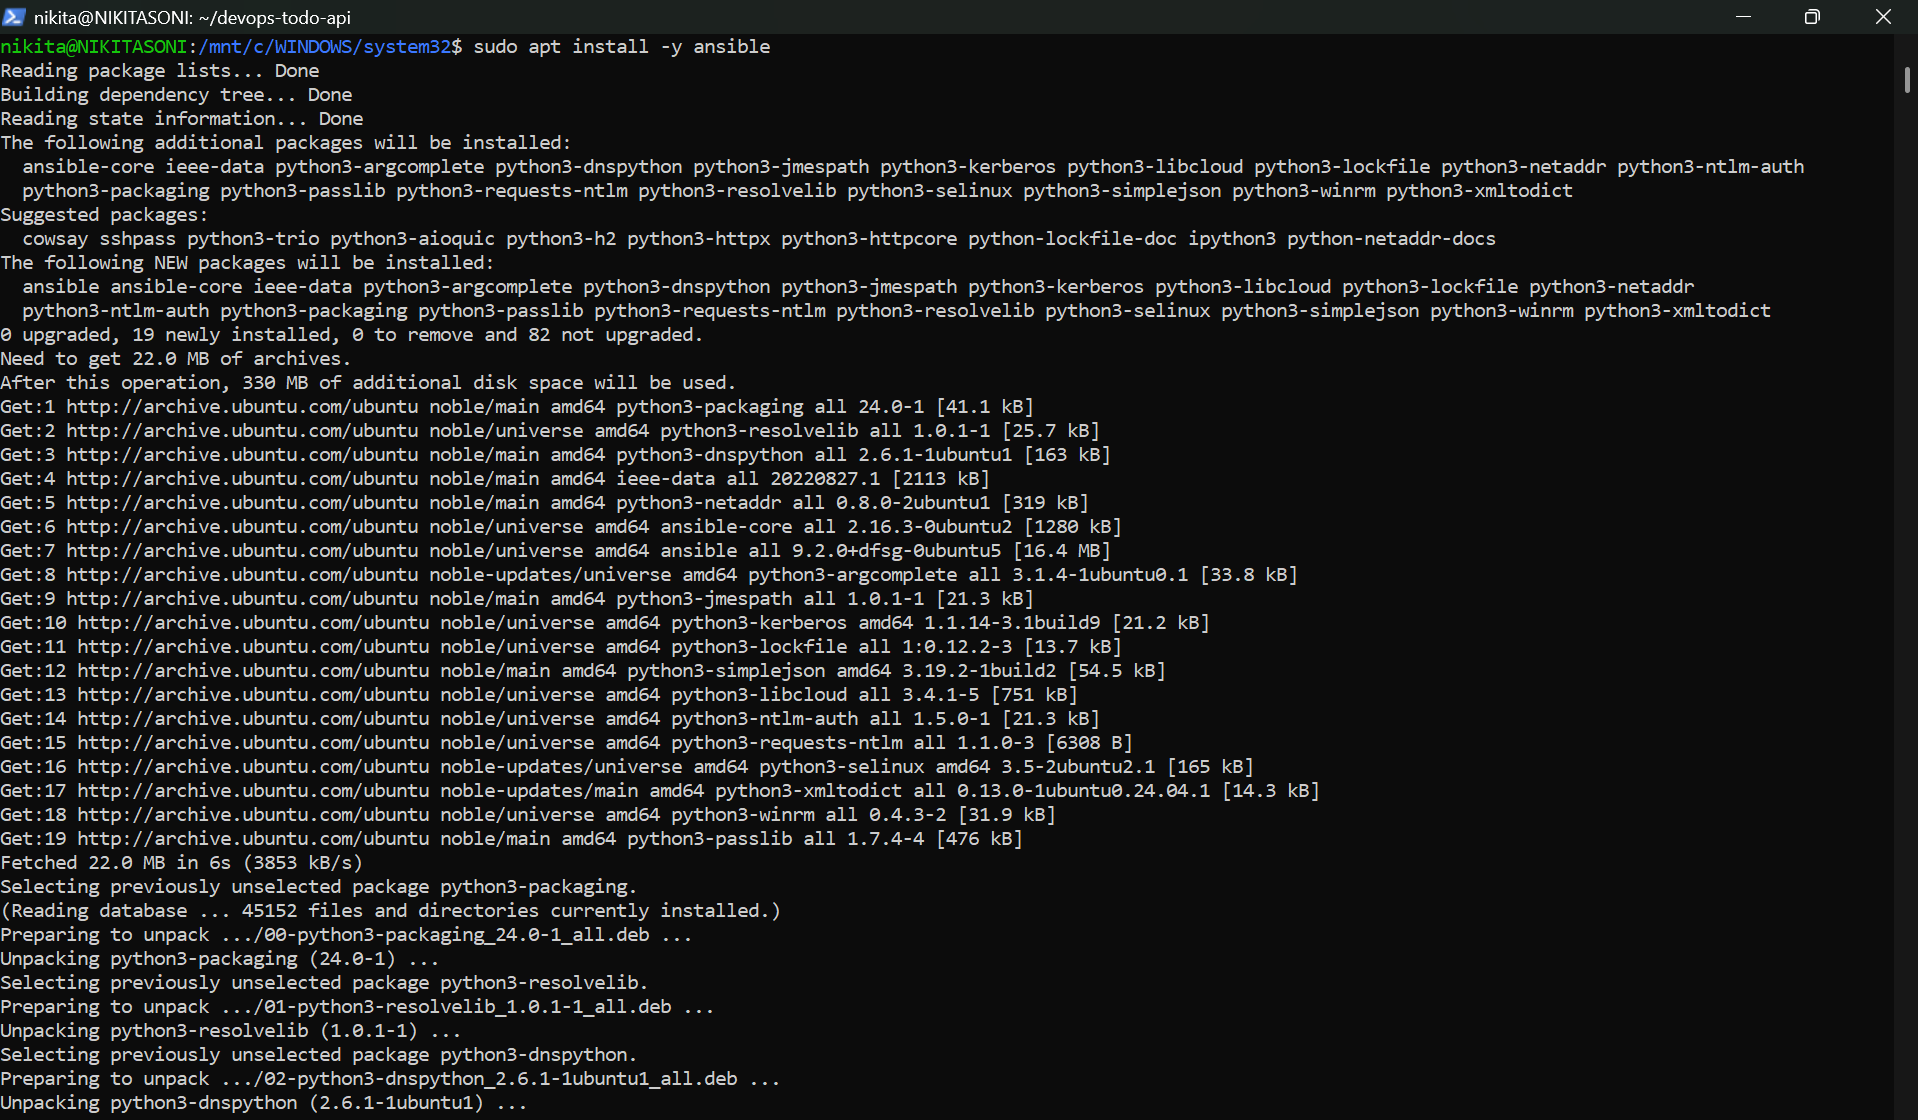 nikita@NIKITASONI: ~/devops-todo-api
nikita@NIKITASONI:/mnt/c/WINDOWS/system32$ sudo apt install -y ansible
Reading package lists... Done
Building dependency tree... Done
Reading state information... Done
The following additional packages will be installed:
  ansible-core ieee-data python3-argcomplete python3-dnspython python3-jmespath python3-kerberos python3-libcloud python3-lockfile python3-netaddr python3-ntlm-auth
  python3-packaging python3-passlib python3-requests-ntlm python3-resolvelib python3-selinux python3-simplejson python3-winrm python3-xmltodict
Suggested packages:
  cowsay sshpass python3-trio python3-aioquic python3-h2 python3-httpx python3-httpcore python-lockfile-doc ipython3 python-netaddr-docs
The following NEW packages will be installed:
  ansible ansible-core ieee-data python3-argcomplete python3-dnspython python3-jmespath python3-kerberos python3-libcloud python3-lockfile python3-netaddr
  python3-ntlm-auth python3-packaging python3-passlib python3-requests-ntlm python3-resolvelib python3-selinux python3-simplejson python3-winrm python3-xmltodict
0 upgraded, 19 newly installed, 0 to remove and 82 not upgraded.
Need to get 22.0 MB of archives.
After this operation, 330 MB of additional disk space will be used.
Get:1 http://archive.ubuntu.com/ubuntu noble/main amd64 python3-packaging all 24.0-1 [41.1 kB]
Get:2 http://archive.ubuntu.com/ubuntu noble/universe amd64 python3-resolvelib all 1.0.1-1 [25.7 kB]
Get:3 http://archive.ubuntu.com/ubuntu noble/main amd64 python3-dnspython all 2.6.1-1ubuntu1 [163 kB]
Get:4 http://archive.ubuntu.com/ubuntu noble/main amd64 ieee-data all 20220827.1 [2113 kB]
Get:5 http://archive.ubuntu.com/ubuntu noble/main amd64 python3-netaddr all 0.8.0-2ubuntu1 [319 kB]
Get:6 http://archive.ubuntu.com/ubuntu noble/universe amd64 ansible-core all 2.16.3-0ubuntu2 [1280 kB]
Get:7 http://archive.ubuntu.com/ubuntu noble/universe amd64 ansible all 9.2.0+dfsg-0ubuntu5 [16.4 MB]
Get:8 http://archive.ubuntu.com/ubuntu noble-updates/universe amd64 python3-argcomplete all 3.1.4-1ubuntu0.1 [33.8 kB]
Get:9 http://archive.ubuntu.com/ubuntu noble/main amd64 python3-jmespath all 1.0.1-1 [21.3 kB]
Get:10 http://archive.ubuntu.com/ubuntu noble/universe amd64 python3-kerberos amd64 1.1.14-3.1build9 [21.2 kB]
Get:11 http://archive.ubuntu.com/ubuntu noble/universe amd64 python3-lockfile all 1:0.12.2-3 [13.7 kB]
Get:12 http://archive.ubuntu.com/ubuntu noble/main amd64 python3-simplejson amd64 3.19.2-1build2 [54.5 kB]
Get:13 http://archive.ubuntu.com/ubuntu noble/universe amd64 python3-libcloud all 3.4.1-5 [751 kB]
Get:14 http://archive.ubuntu.com/ubuntu noble/universe amd64 python3-ntlm-auth all 1.5.0-1 [21.3 kB]
Get:15 http://archive.ubuntu.com/ubuntu noble/universe amd64 python3-requests-ntlm all 1.1.0-3 [6308 B]
Get:16 http://archive.ubuntu.com/ubuntu noble-updates/universe amd64 python3-selinux amd64 3.5-2ubuntu2.1 [165 kB]
Get:17 http://archive.ubuntu.com/ubuntu noble-updates/main amd64 python3-xmltodict all 0.13.0-1ubuntu0.24.04.1 [14.3 kB]
Get:18 http://archive.ubuntu.com/ubuntu noble/universe amd64 python3-winrm all 0.4.3-2 [31.9 kB]
Get:19 http://archive.ubuntu.com/ubuntu noble/main amd64 python3-passlib all 1.7.4-4 [476 kB]
Fetched 22.0 MB in 6s (3853 kB/s)
Selecting previously unselected package python3-packaging.
(Reading database ... 45152 files and directories currently installed.)
Preparing to unpack .../00-python3-packaging_24.0-1_all.deb ...
Unpacking python3-packaging (24.0-1) ...
Selecting previously unselected package python3-resolvelib.
Preparing to unpack .../01-python3-resolvelib_1.0.1-1_all.deb ...
Unpacking python3-resolvelib (1.0.1-1) ...
Selecting previously unselected package python3-dnspython.
Preparing to unpack .../02-python3-dnspython_2.6.1-1ubuntu1_all.deb ...
Unpacking python3-dnspython (2.6.1-1ubuntu1) ...